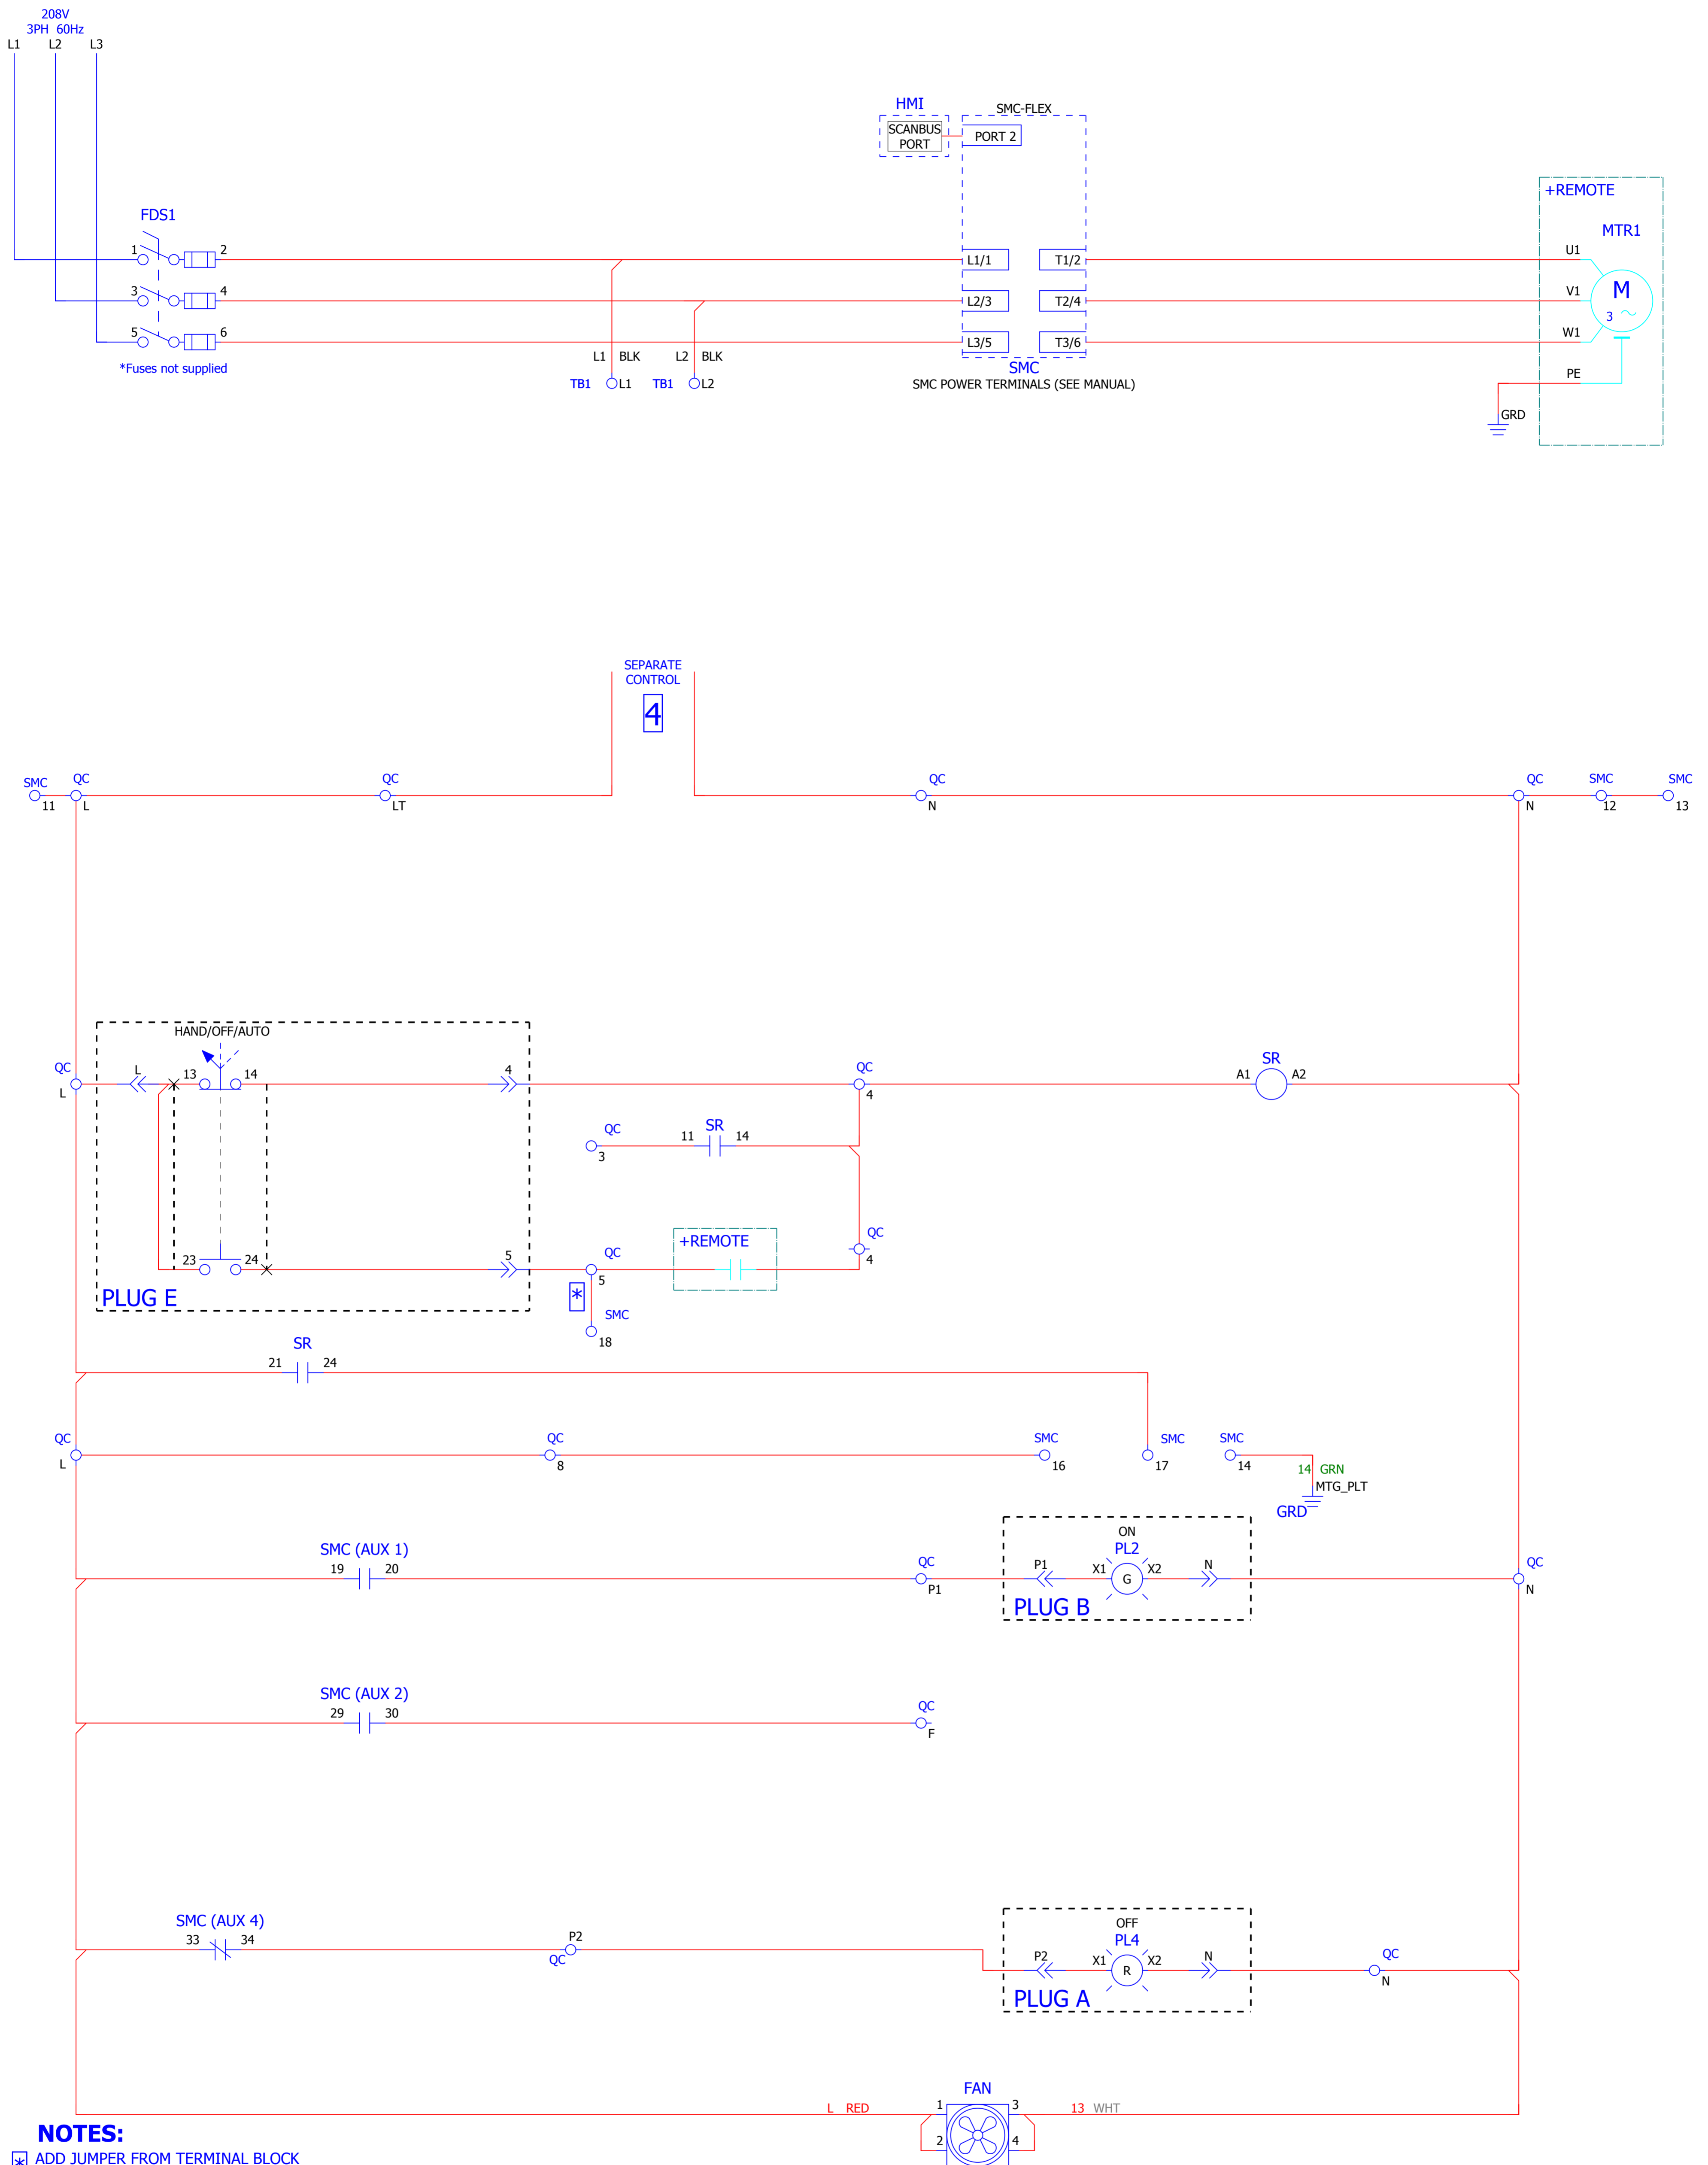 208V
3PH 60Hz
L1 L2 L3
HMI
SMC-FLEX
SCANBUS
PORT
PORT 2
+REMOTE
FDS1
MTR1
1 2
L1/1 T1/2
U1
3 4
L2/3 T2/4
V1
M
3
5 6
L3/5 T3/6
W1
*Fuses not supplied
L1 BLK L2 BLK
SMC
TB1 L1 TB1 L2
SMC POWER TERMINALS (SEE MANUAL)
PE
GRD
SEPARATE
CONTROL
4
SMC QC QC QC QC SMC SMC
11 L LT N N 12 13
HAND/OFF/AUTO
QC L 13 14 4 QC SR
A1 A2
L 4
QC 11 SR 14
3
QC
+REMOTE
23 24 5 QC
5 4
PLUG E
*
SMC
18
SR
21 24
QC QC SMC SMC SMC
L 8 16 17 14
14 GRN
MTG_PLT
GRD
ON
SMC (AUX 1)
PL2
19 20 QC P1 X1 G X2 N QC
P1 N
PLUG B
SMC (AUX 2)
29 30 QC
F
SMC (AUX 4)
OFF
33 34 P2
QC
PL4
P2 X1 R X2 N QC
N
PLUG A
FAN
L RED 1 3 13 WHT
2 4
NOTES:
* ADD JUMPER FROM TERMINAL BLOCK